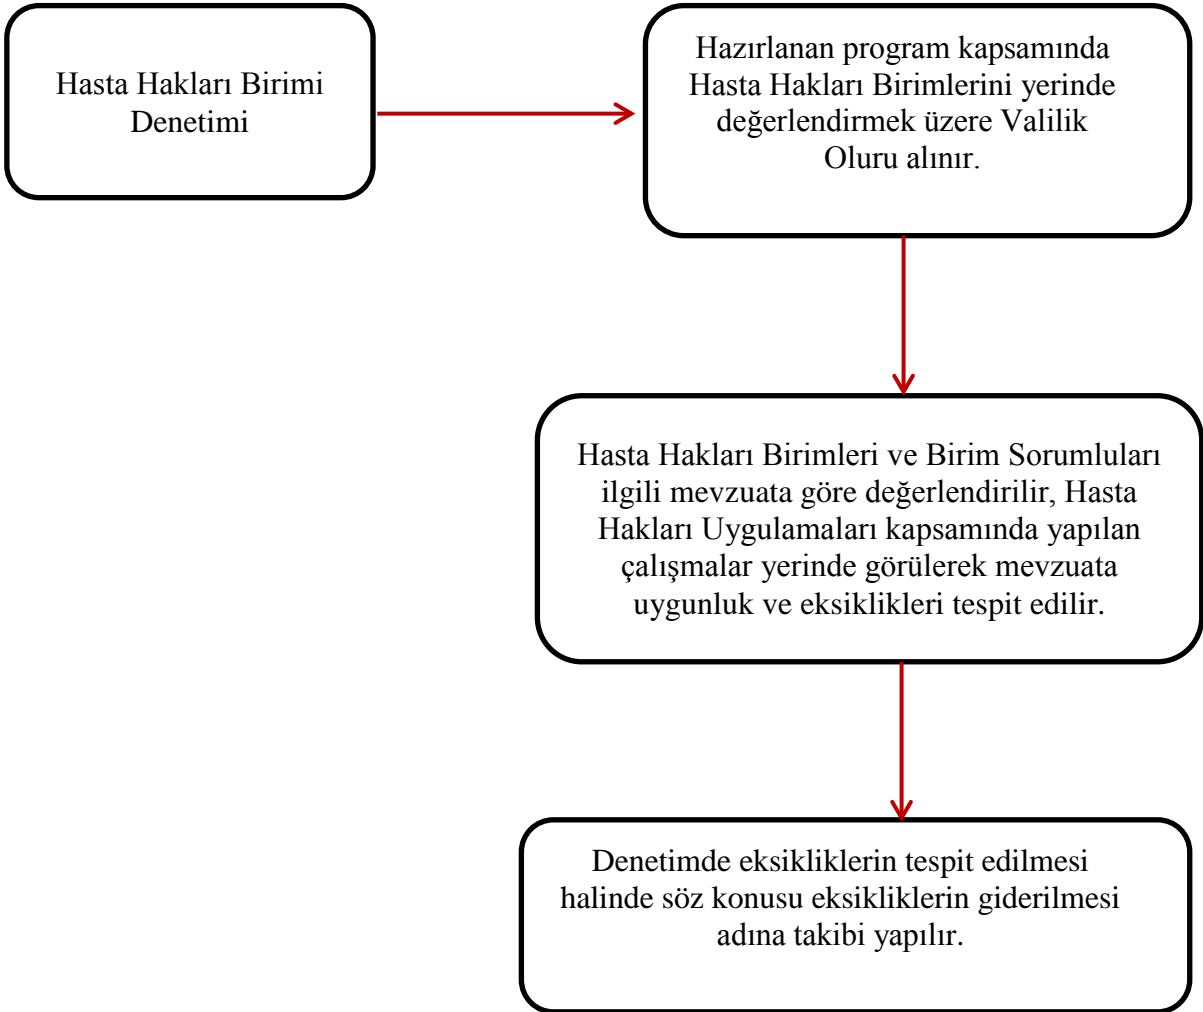 Hasta Hakları Birimi
Denetimi
Hazırlanan program kapsamında
Hasta Hakları Birimlerini yerinde
değerlendirmek üzere Valilik
Oluru alınır.
Hasta Hakları Birimleri ve Birim Sorumluları
ilgili mevzuata göre değerlendirilir, Hasta
Hakları Uygulamaları kapsamında yapılan
çalışmalar yerinde görülerek mevzuata
uygunluk ve eksiklikleri tespit edilir.
Denetimde eksikliklerin tespit edilmesi
halinde söz konusu eksikliklerin giderilmesi
adına takibi yapılır.